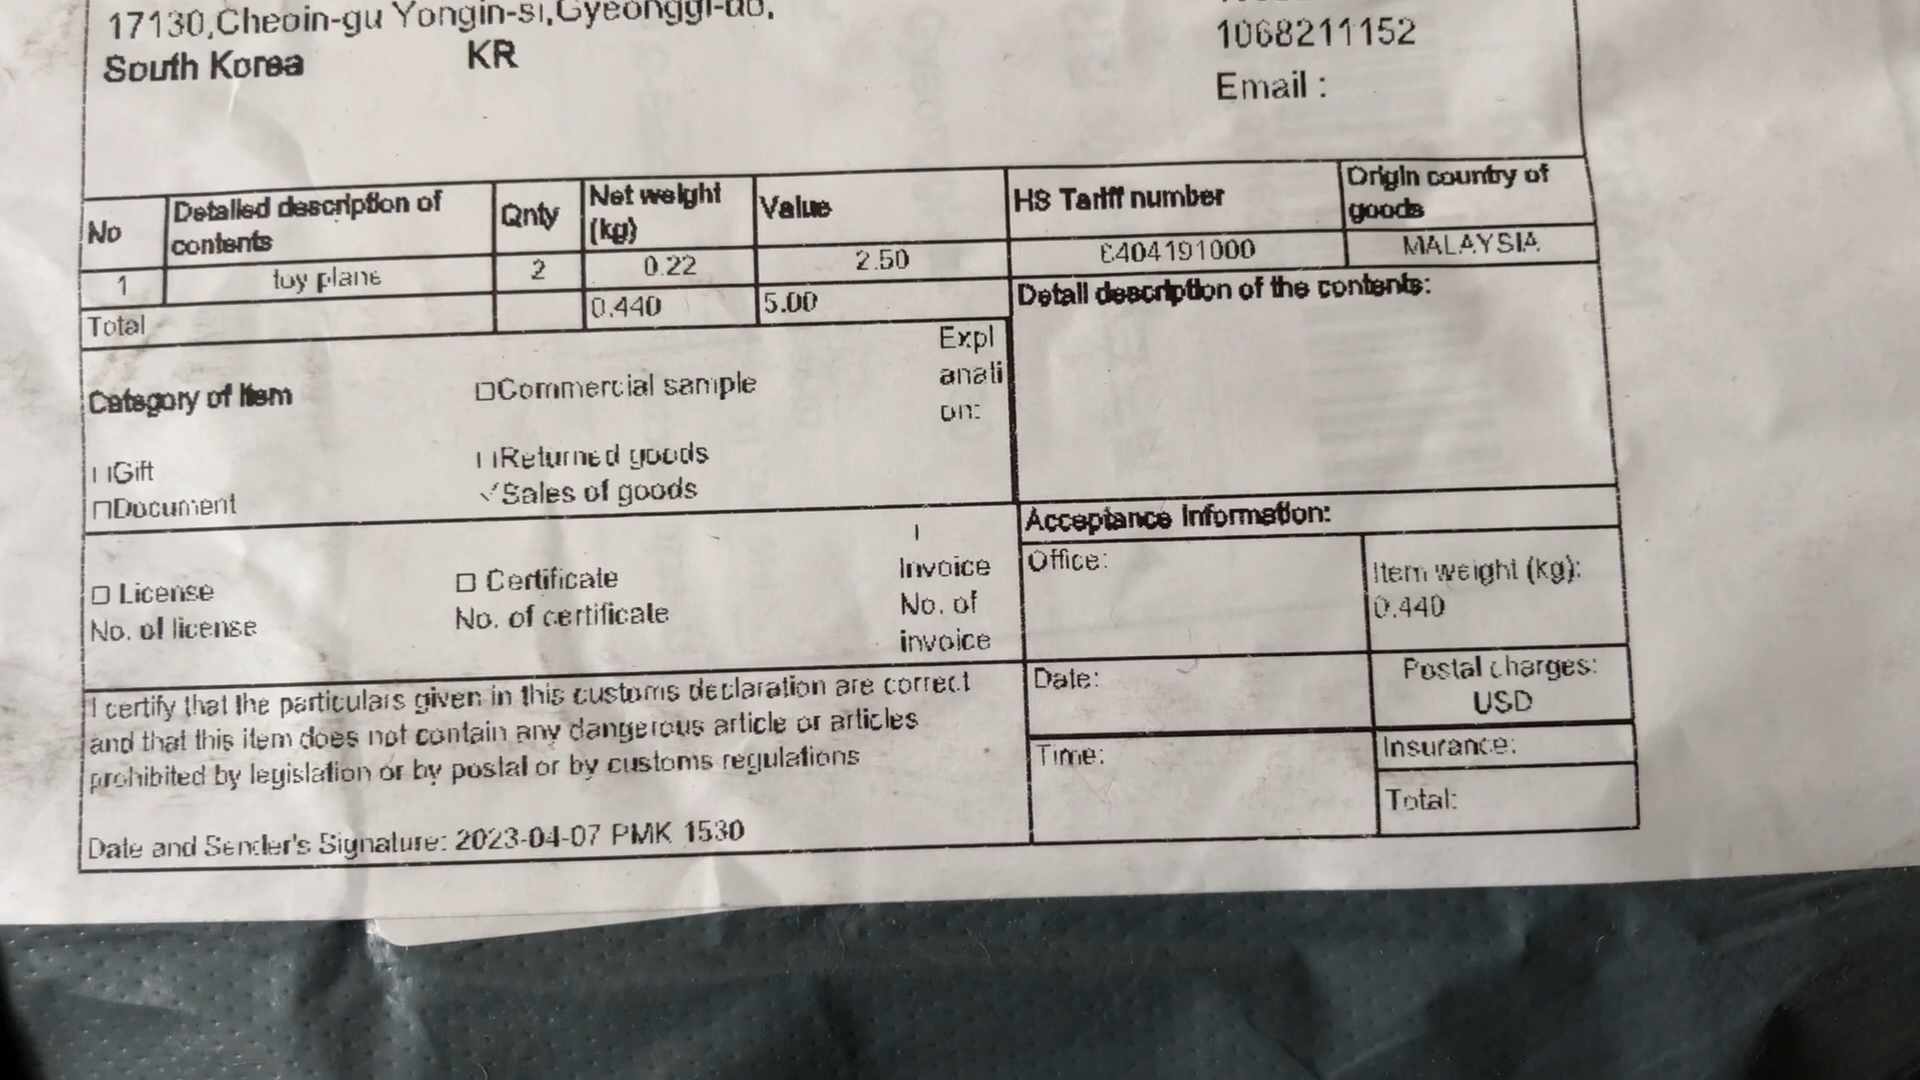 17130,Cheoin-gu Yongin-si,Gyeonggi-do,
South Korea KR
1068211152
Email :
No Detailed description of contents Qnty Net weight (kg) Value HS Tariff number Origin country of goods
1 toy plane 2 0.22 2.50 6404191000 MALAYSIA
Total 0.440 5.00
Detail description of the contents:
Category of Item
□Commercial sample
Expl
anati
on:
□Gift
□Returned goods
□Document
✓Sales of goods
Acceptance Information:
□ License
No. of license
□ Certificate
No. of certificate
Invoice
No. of
invoice
Office:
Item weight (kg):
0.440
I certify that the particulars given in this customs declaration are correct
and that this item does not contain any dangerous article or articles
prohibited by legislation or by postal or by customs regulations
Date:
Postal charges:
USD
Time:
Insurance:
Total:
Date and Sender's Signature: 2023-04-07 PMK 1530